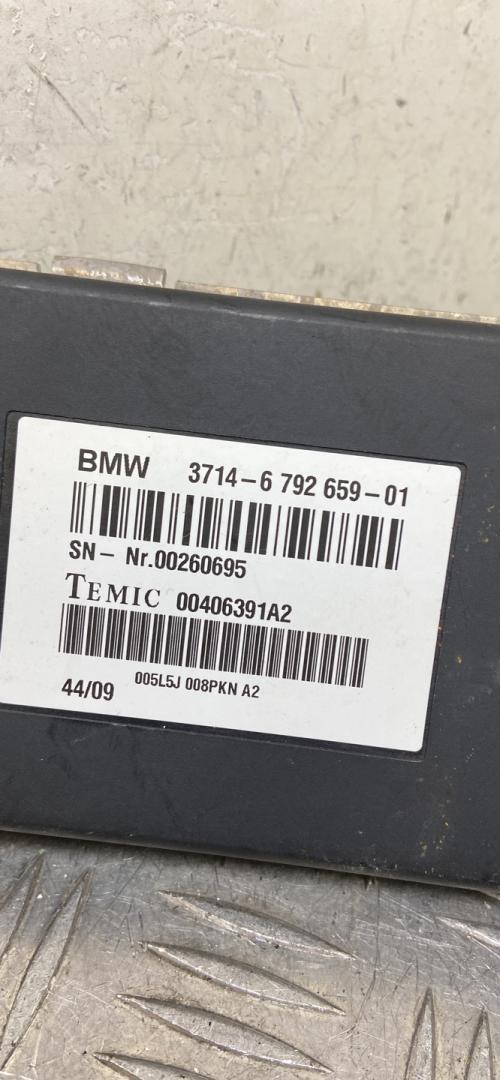 BMW 3714-6 792 659-01
SN- Nr.00260695
TEMIC 00406391A2
44/09 005L5J 008PKN A2